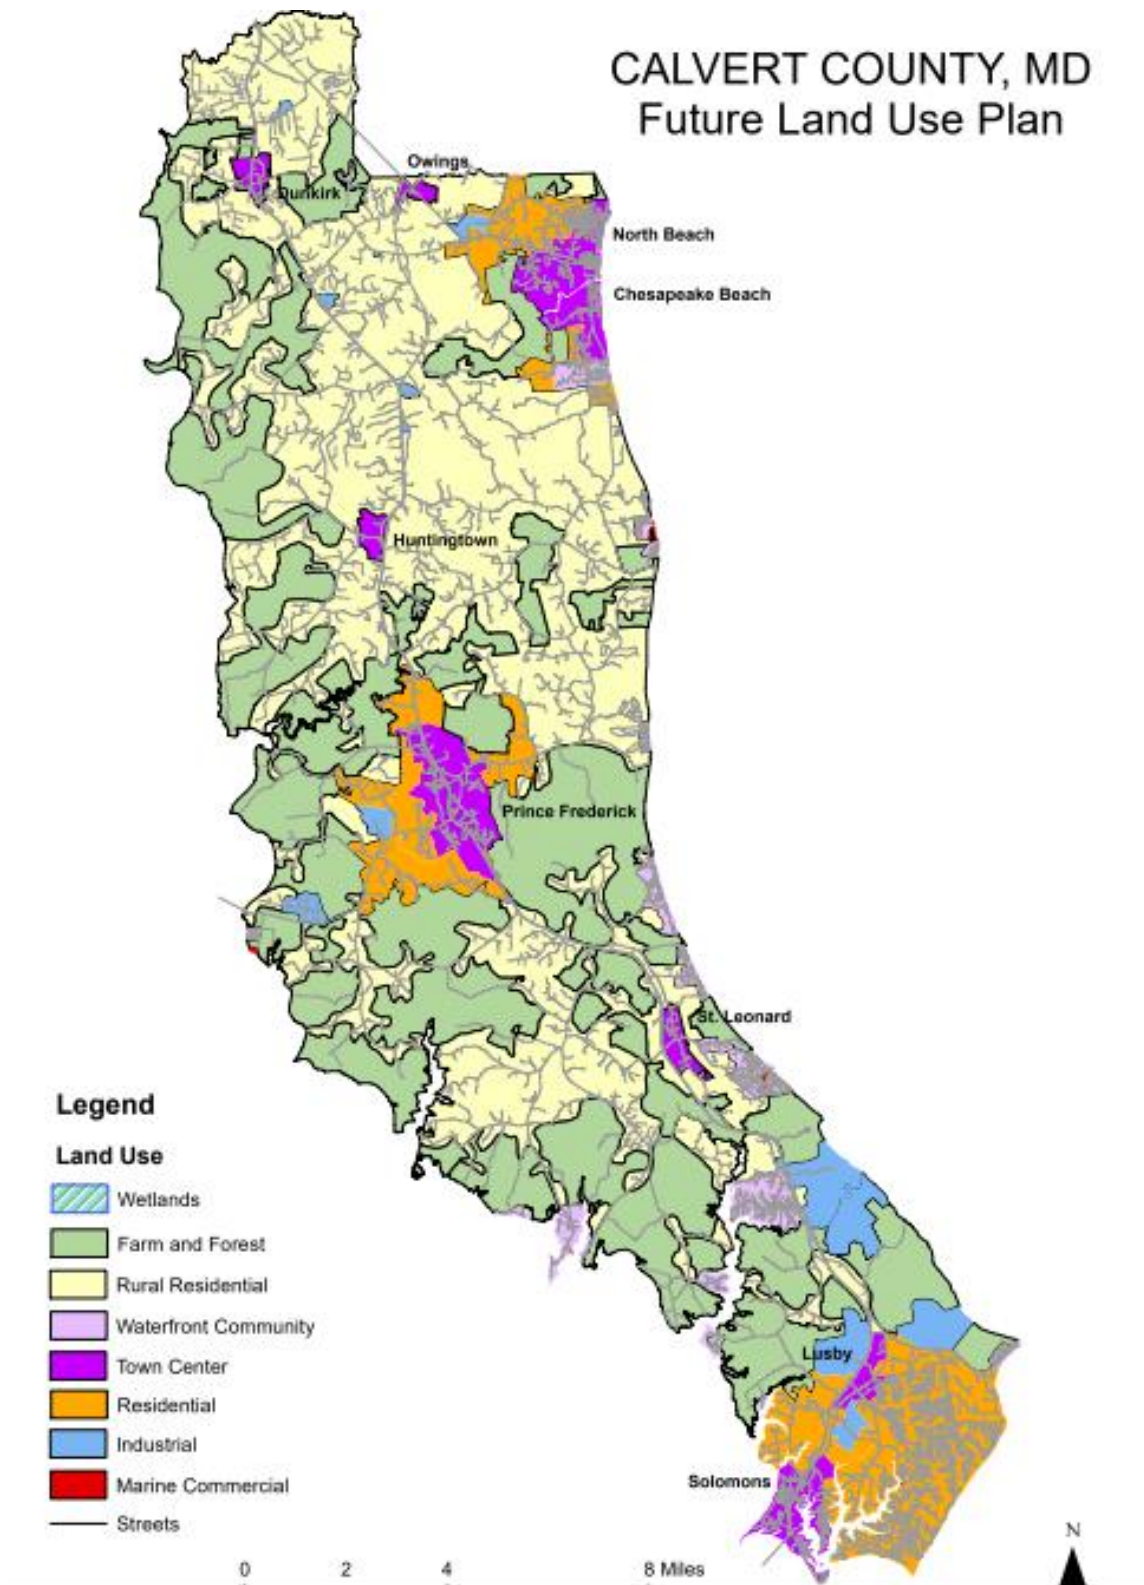 CALVERT COUNTY, MD
Future Land Use Plan
Owings
Dunkirk
North Beach
Chesapeake Beach
Huntingtown
Prince Frederick
St. Leonard
Legend
Land Use
Wetlands
Farm and Forest
Rural Residential
Waterfront Community
Town Center
Residential
Industrial
Marine Commercial
Streets
Lusby
Solomons
N
0 2 4 8 Miles